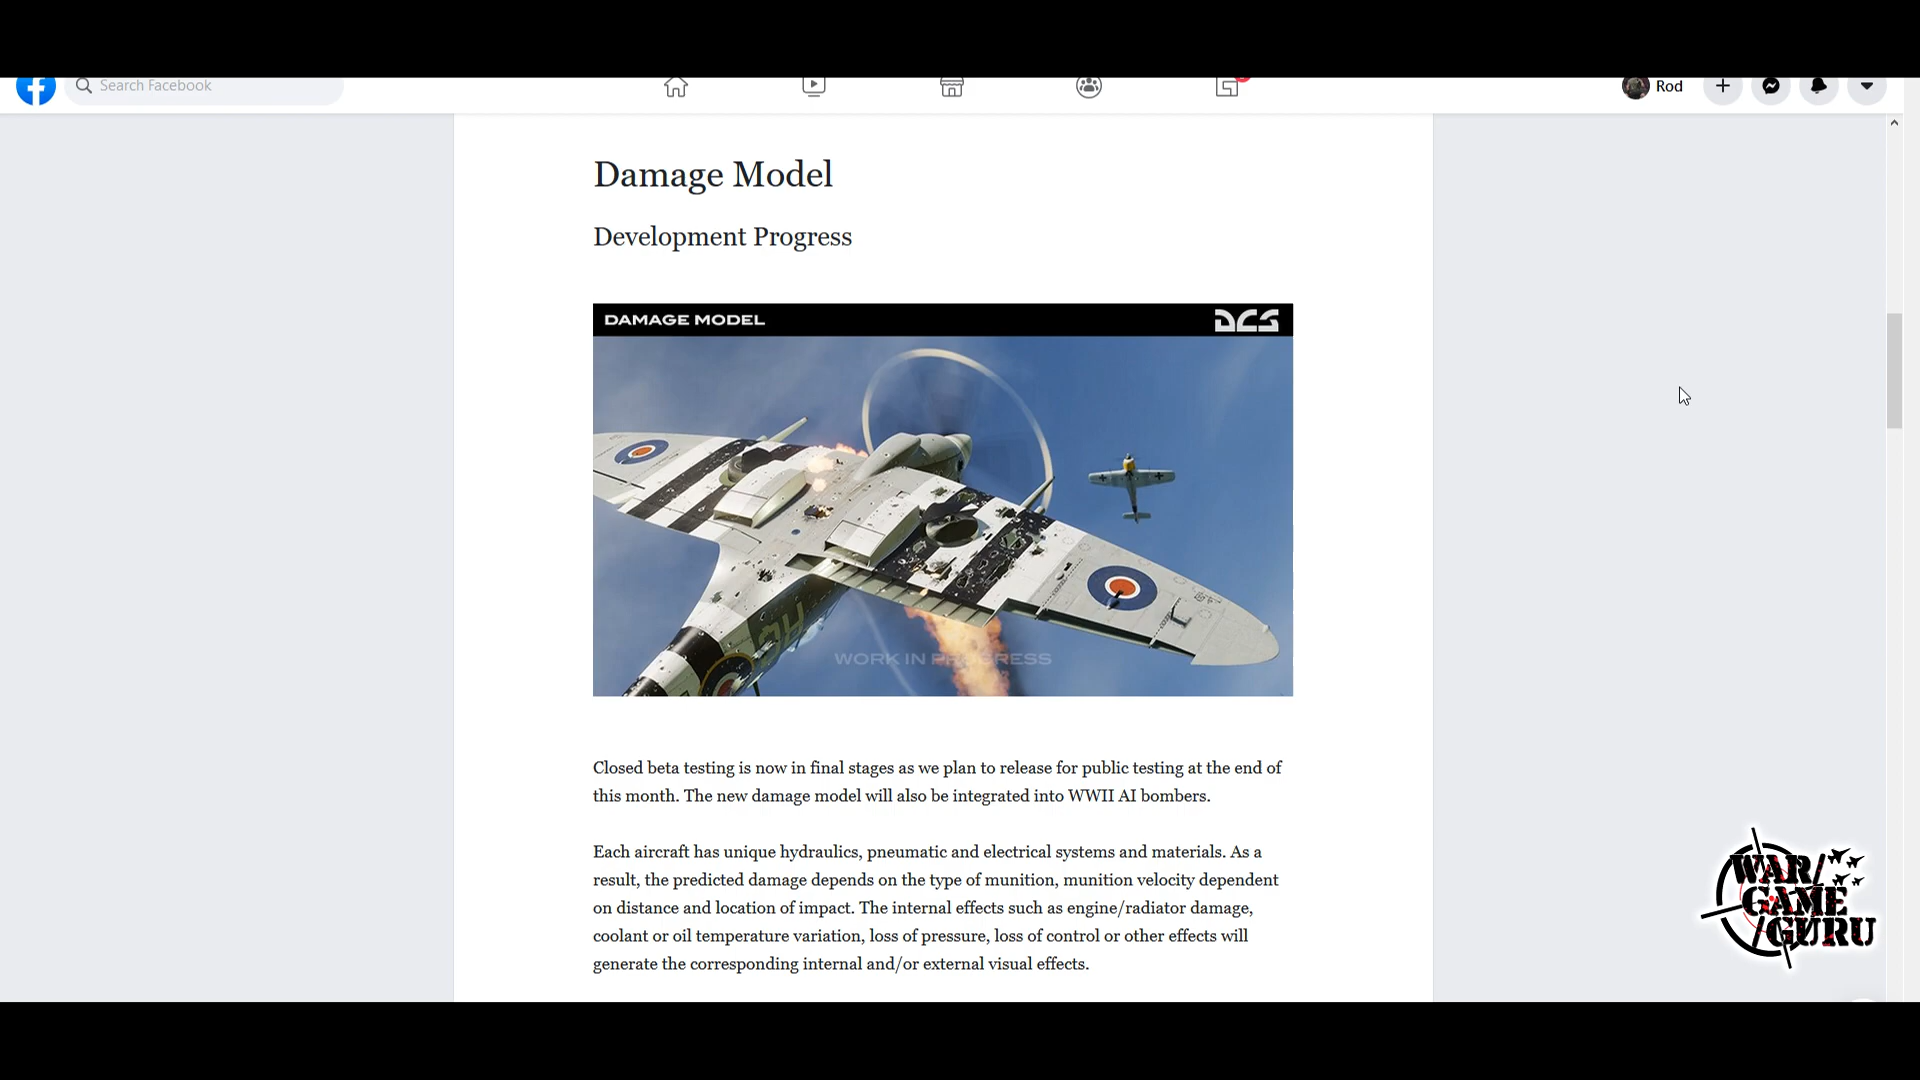 Search Facebook
Rod
Damage Model
Development Progress
DAMAGE MODEL
DCS
WORK IN PROGRESS
Closed beta testing is now in final stages as we plan to release for public testing at the end of
this month. The new damage model will also be integrated into WWII AI bombers.
Each aircraft has unique hydraulics, pneumatic and electrical systems and materials. As a
result, the predicted damage depends on the type of munition, munition velocity dependent
on distance and location of impact. The internal effects such as engine/radiator damage,
coolant or oil temperature variation, loss of pressure, loss of control or other effects will
generate the corresponding internal and/or external visual effects.
WAR/
GAME
GURU